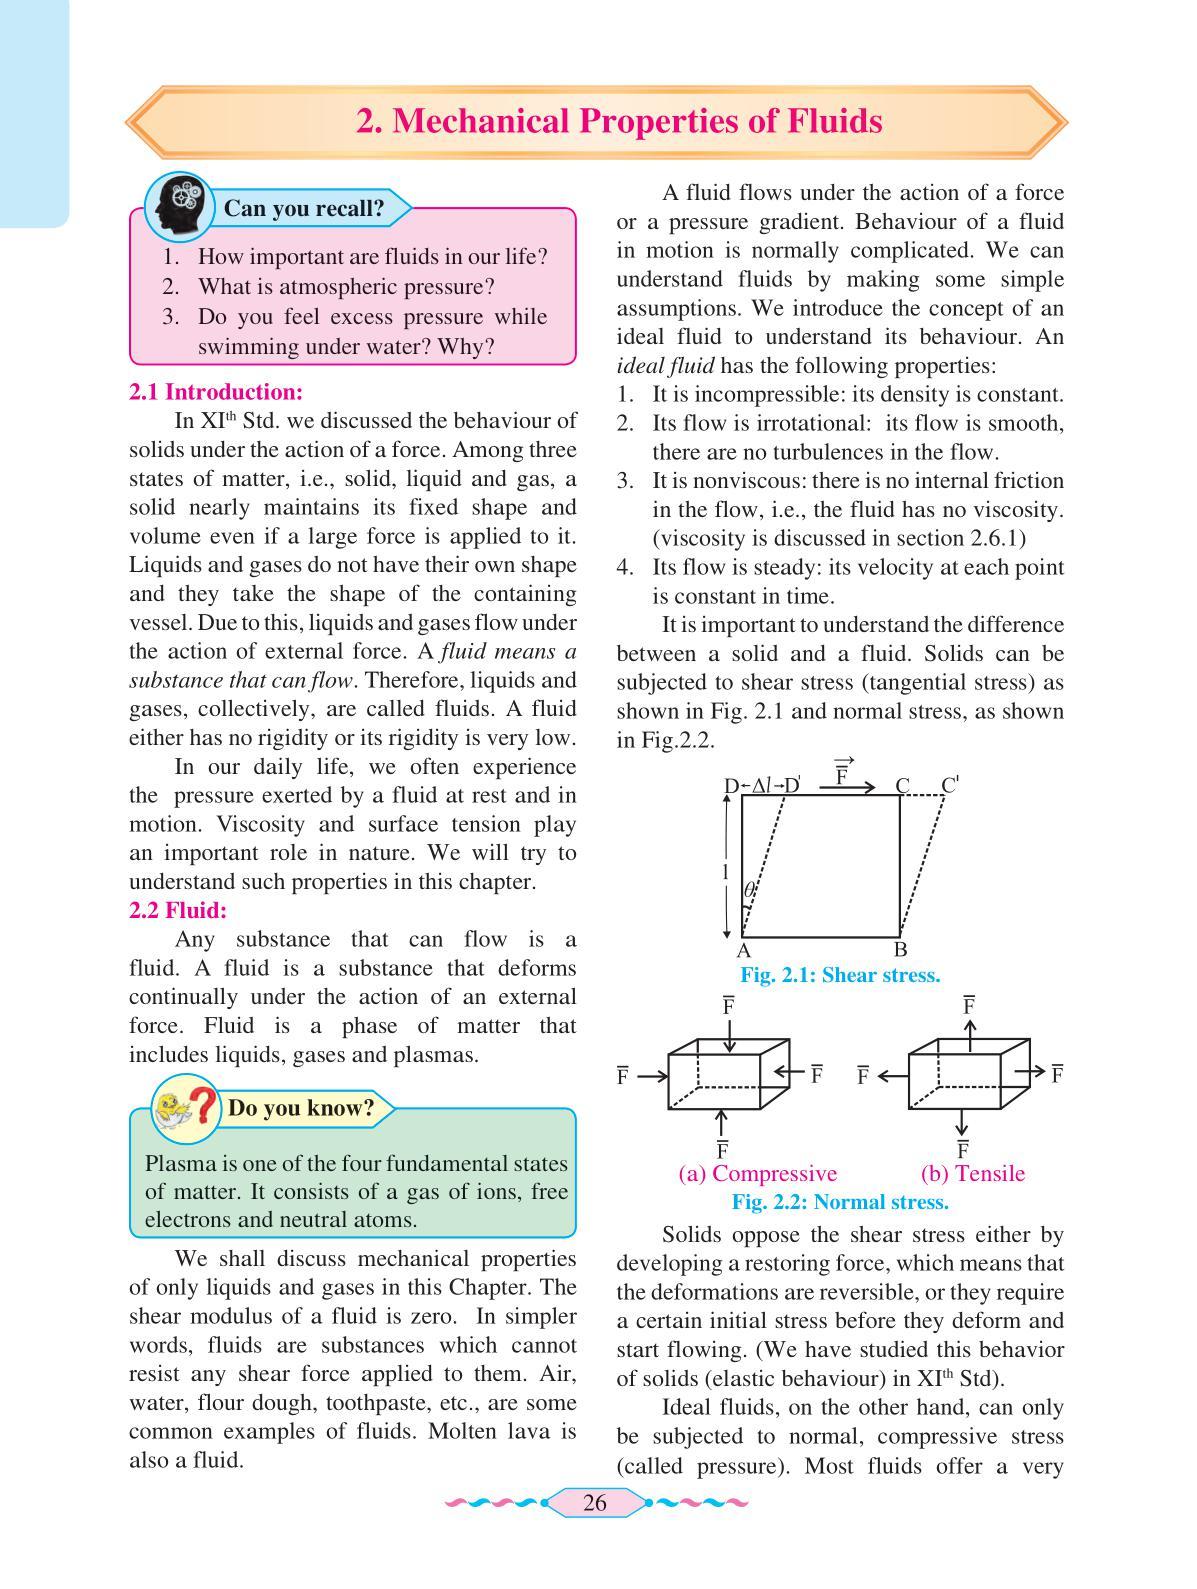 2. Mechanical Properties of Fluids
Can you recall?
1. How important are fluids in our life?
2. What is atmospheric pressure?
3. Do you feel excess pressure while
swimming under water? Why?
2.1 Introduction:
In XIth Std. we discussed the behaviour of
solids under the action of a force. Among three
states of matter, i.e., solid, liquid and gas, a
solid nearly maintains its fixed shape and
volume even if a large force is applied to it.
Liquids and gases do not have their own shape
and they take the shape of the containing
vessel. Due to this, liquids and gases flow under
the action of external force. A fluid means a
substance that can flow. Therefore, liquids and
gases, collectively, are called fluids. A fluid
either has no rigidity or its rigidity is very low.
In our daily life, we often experience
the pressure exerted by a fluid at rest and in
motion. Viscosity and surface tension play
an important role in nature. We will try to
understand such properties in this chapter.
2.2 Fluid:
Any substance that can flow is a
fluid. A fluid is a substance that deforms
continually under the action of an external
force. Fluid is a phase of matter that
includes liquids, gases and plasmas.
Do you know?
Plasma is one of the four fundamental states
of matter. It consists of a gas of ions, free
electrons and neutral atoms.
We shall discuss mechanical properties
of only liquids and gases in this Chapter. The
shear modulus of a fluid is zero. In simpler
words, fluids are substances which cannot
resist any shear force applied to them. Air,
water, flour dough, toothpaste, etc., are some
common examples of fluids. Molten lava is
also a fluid.
A fluid flows under the action of a force
or a pressure gradient. Behaviour of a fluid
in motion is normally complicated. We can
understand fluids by making some simple
assumptions. We introduce the concept of an
ideal fluid to understand its behaviour. An
ideal fluid has the following properties:
1. It is incompressible: its density is constant.
2. Its flow is irrotational: its flow is smooth,
there are no turbulences in the flow.
3. It is nonviscous: there is no internal friction
in the flow, i.e., the fluid has no viscosity.
(viscosity is discussed in section 2.6.1)
4. Its flow is steady: its velocity at each point
is constant in time.
It is important to understand the difference
between a solid and a fluid. Solids can be
subjected to shear stress (tangential stress) as
shown in Fig. 2.1 and normal stress, as shown
in Fig.2.2.
D Δl D' F C C'
l
θ
A B
Fig. 2.1: Shear stress.
F F
F F F F
F F
(a) Compressive (b) Tensile
Fig. 2.2: Normal stress.
Solids oppose the shear stress either by
developing a restoring force, which means that
the deformations are reversible, or they require
a certain initial stress before they deform and
start flowing. (We have studied this behavior
of solids (elastic behaviour) in XIth Std).
Ideal fluids, on the other hand, can only
be subjected to normal, compressive stress
(called pressure). Most fluids offer a very
26